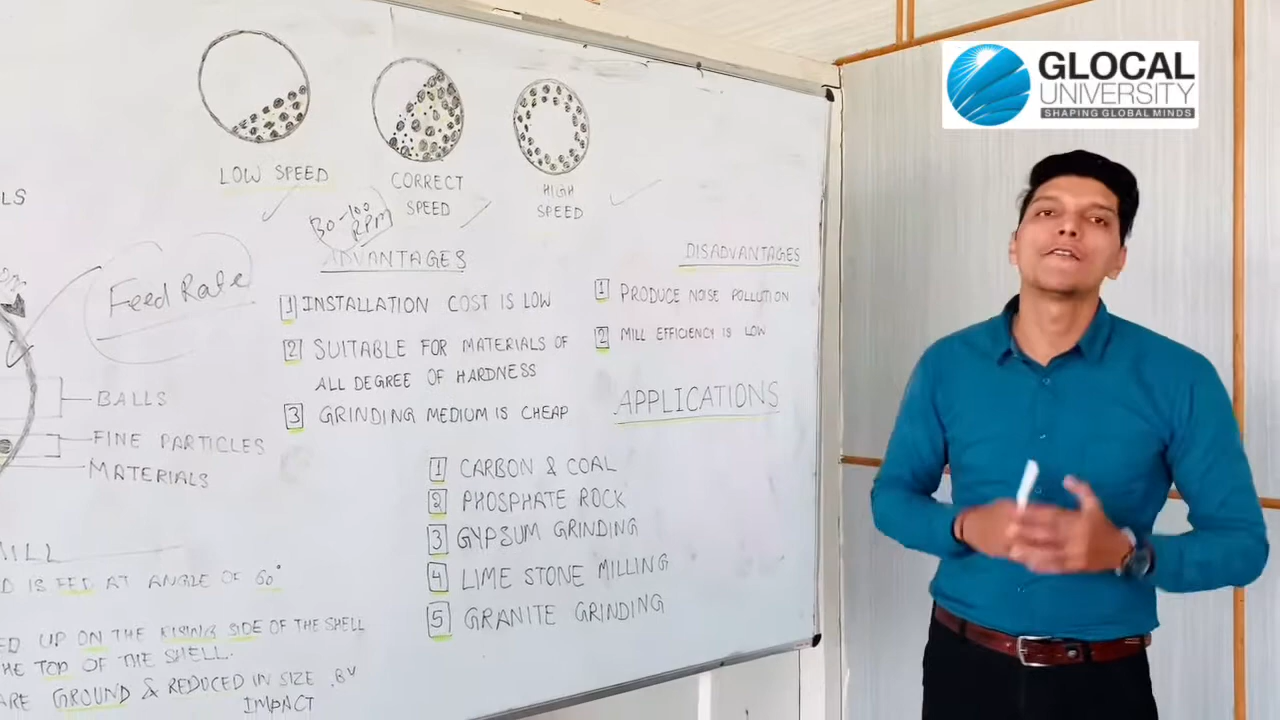 GLOCAL
UNIVERSITY
SHAPING GLOBAL MINDS
LOW SPEED
CORRECT
SPEED
HIGH
SPEED
LS
Feed Rate
RPM
ADVANTAGES
1 INSTALLATION COST IS LOW
2 SUITABLE FOR MATERIALS OF
ALL DEGREE OF HARDNESS
3 GRINDING MEDIUM IS CHEAP
DISADVANTAGES
1 PRODUCE NOISE POLLUTION
2 MILL EFFICIENCY IS LOW
BALLS
FINE PARTICLES
MATERIALS
APPLICATIONS
1 CARBON & COAL
2 PHOSPHATE ROCK
3 GYPSUM GRINDING
4 LIME STONE MILLING
5 GRANITE GRINDING
MILL
D IS FED AT ANGLE OF 60°
ED UP ON THE RISING SIDE OF THE SHELL
HE TOP OF THE SHELL.
ARE GROUND & REDUCED IN SIZE BY
IMPACT